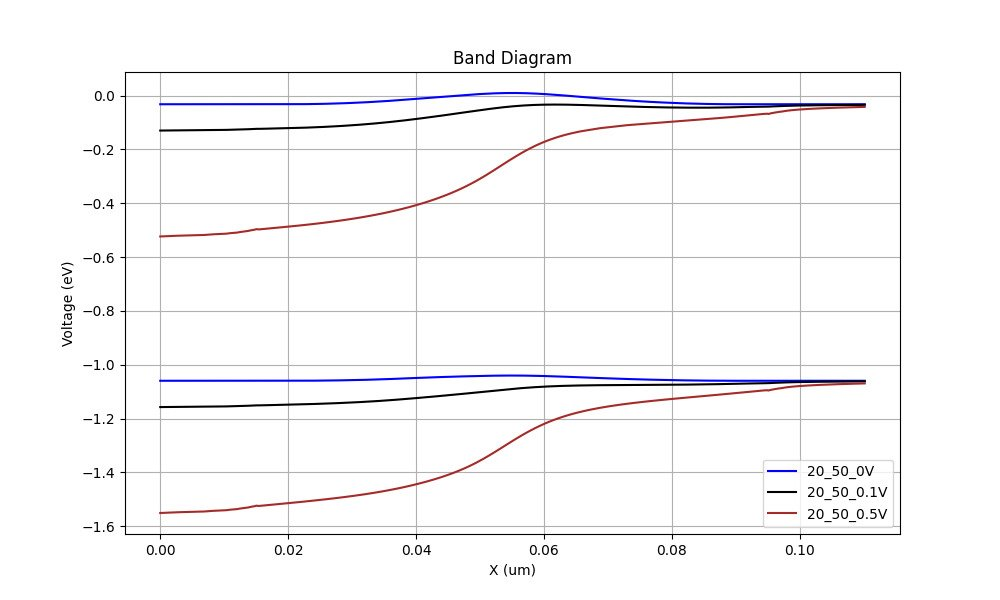 Band Diagram
Voltage (eV)
0.0
−0.2
−0.4
−0.6
−0.8
−1.0
−1.2
−1.4
−1.6
20_50_0V
20_50_0.1V
20_50_0.5V
0.00 0.02 0.04 0.06 0.08 0.10
X (um)